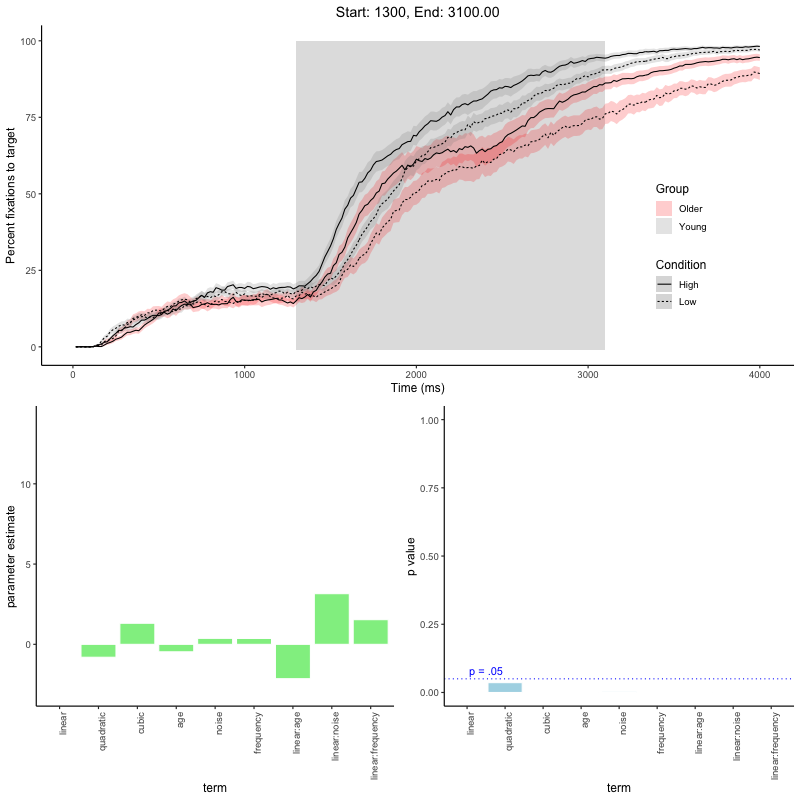 Start: 1300, End: 3100.00
Percent fixations to target
100
75
50
25
0
0
1000
2000
3000
4000
Time (ms)
Group
Older
Young
Condition
High
Low
parameter estimate
10
5
0
linear
quadratic
cubic
age
noise
frequency
linear:age
linear:noise
linear:frequency
term
p value
1.00
0.75
0.50
0.25
0.00
p = .05
linear
quadratic
cubic
age
noise
frequency
linear:age
linear:noise
linear:frequency
term